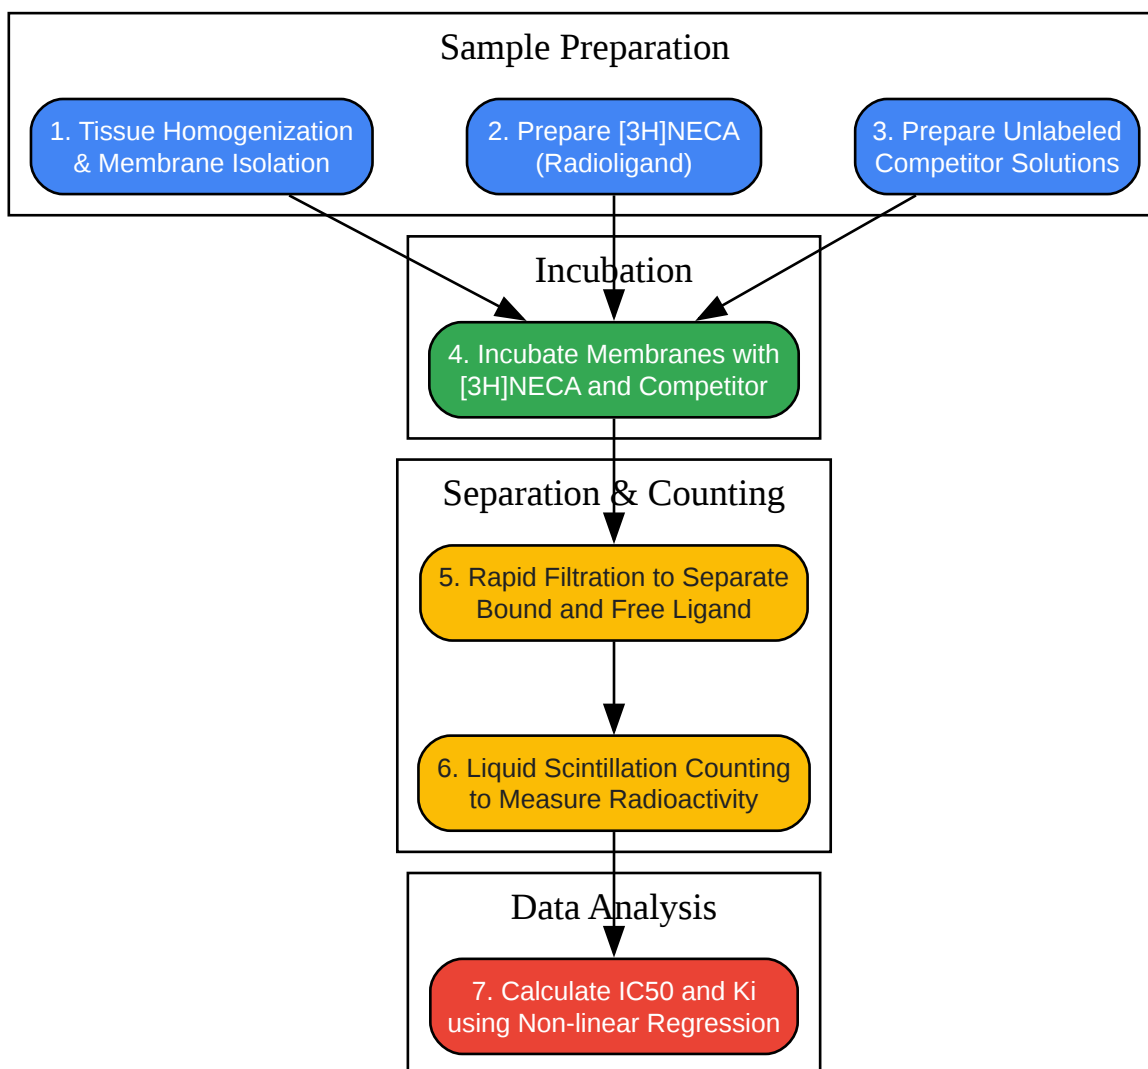 Sample Preparation
1. Tissue Homogenization
& Membrane Isolation
2. Prepare [3H]NECA
(Radioligand)
3. Prepare Unlabeled
Competitor Solutions
Incubation
4. Incubate Membranes with
[3H]NECA and Competitor
Separation & Counting
5. Rapid Filtration to Separate
Bound and Free Ligand
6. Liquid Scintillation Counting
to Measure Radioactivity
Data Analysis
7. Calculate IC50 and Ki
using Non-linear Regression